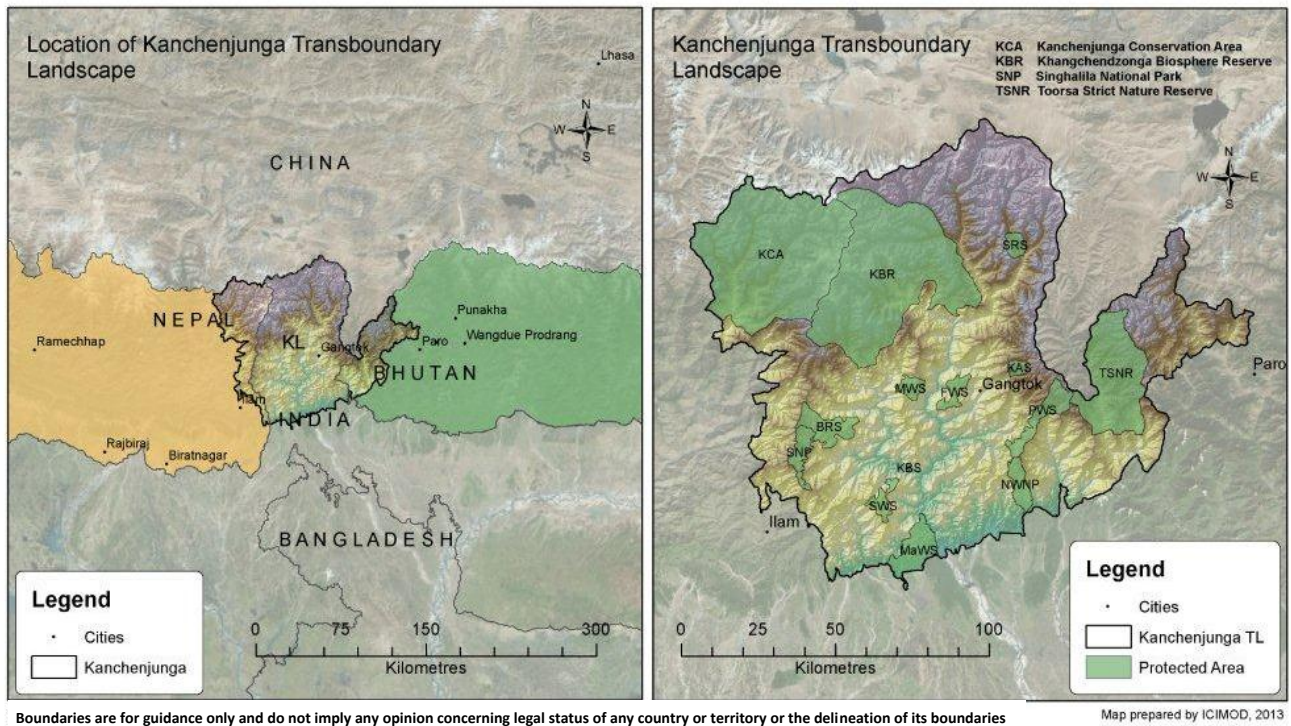 Location of Kanchenjunga Transboundary
Landscape
Lhasa
N
W E
S
CHINA
NEPAL
Punakha
Wangdue Prodrang
Ramechhap
KL
Gangtok
Paro
BHUTAN
Ilam
INDIA
Rajbiraj
Biratnagar
BANGLADESH
Legend
Cities
Kanchenjunga
0 75 150 300
Kilometres
Kanchenjunga Transboundary
Landscape
KCA Kanchenjunga Conservation Area
KBR Khangchendzonga Biosphere Reserve
SNP Singhalila National Park
TSNR Toorsa Strict Nature Reserve
N
W E
S
KCA
KBR
SRS
KAS
Gangtok
MWS
FWS
TSNR
Paro
PWS
BRS
SNP
KBS
NWNP
SWS
Ilam
MaWS
Legend
Cities
Kanchenjunga TL
Protected Area
0 25 50 100
Kilometres
Boundaries are for guidance only and do not imply any opinion concerning legal status of any country or territory or the delineation of its boundaries
Map prepared by ICIMOD, 2013